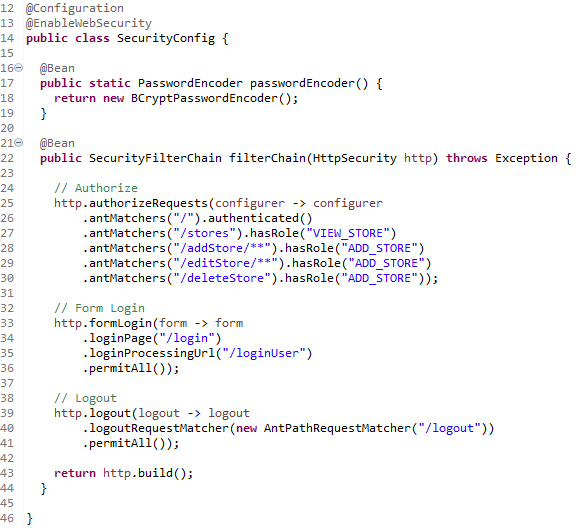 12 @Configuration
13 @EnableWebSecurity
14 public class SecurityConfig {
15
16 @Bean
17 public static PasswordEncoder passwordEncoder() {
18 return new BCryptPasswordEncoder();
19 }
20
21 @Bean
22 public SecurityFilterChain filterChain(HttpSecurity http) throws Exception {
23
24 // Authorize
25 http.authorizeRequests(configurer -> configurer
26 .antMatchers("/").authenticated()
27 .antMatchers("/stores").hasRole("VIEW_STORE")
28 .antMatchers("/addStore/**").hasRole("ADD_STORE")
29 .antMatchers("/editStore/**").hasRole("ADD_STORE")
30 .antMatchers("/deleteStore").hasRole("ADD_STORE"));
31
32 // Form Login
33 http.formLogin(form -> form
34 .loginPage("/login")
35 .loginProcessingUrl("/loginUser")
36 .permitAll());
37
38 // Logout
39 http.logout(logout -> logout
40 .logoutRequestMatcher(new AntPathRequestMatcher("/logout"))
41 .permitAll());
42
43 return http.build();
44 }
45
46 }